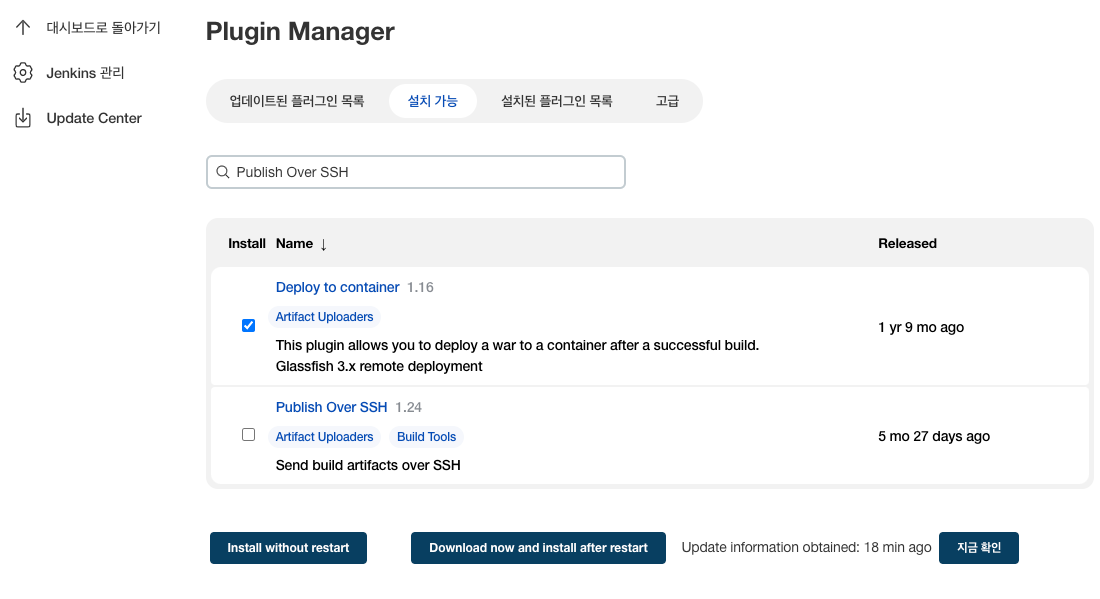 대시보드로 돌아가기
Jenkins 관리
Update Center
Plugin Manager
업데이트된 플러그인 목록 설치 가능 설치된 플러그인 목록 고급
Publish Over SSH
Install Name ↓ Released
Deploy to container 1.16
Artifact Uploaders
This plugin allows you to deploy a war to a container after a successful build.
Glassfish 3.x remote deployment
1 yr 9 mo ago
Publish Over SSH 1.24
Artifact Uploaders Build Tools
Send build artifacts over SSH
5 mo 27 days ago
Install without restart Download now and install after restart Update information obtained: 18 min ago 지금 확인